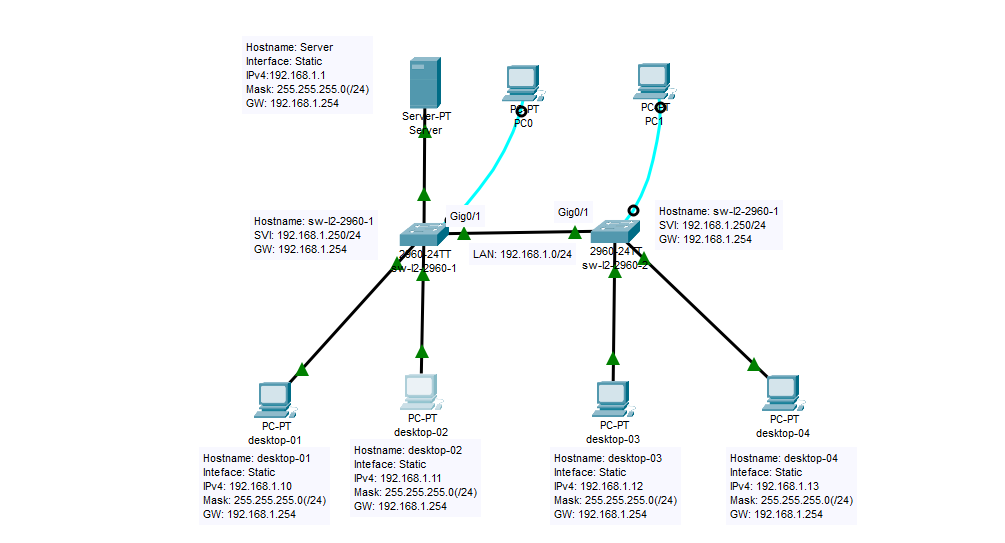 Hostname: Server
Interface: Static
IPv4:192.168.1.1
Mask: 255.255.255.0(/24)
GW: 192.168.1.254
Server-PT
Server
PC-PT
PC0
PC-PT
PC1
Hostname: sw-l2-2960-1
SVI: 192.168.1.250/24
GW: 192.168.1.254
Gig0/1
Gig0/1
Hostname: sw-l2-2960-1
SVI: 192.168.1.250/24
GW: 192.168.1.254
2960-24TT
sw-l2-2960-1
LAN: 192.168.1.0/24
2960-24TT
sw-l2-2960-2
PC-PT
desktop-01
PC-PT
desktop-02
PC-PT
desktop-03
PC-PT
desktop-04
Hostname: desktop-01
Inteface: Static
IPv4: 192.168.1.10
Mask: 255.255.255.0(/24)
GW: 192.168.1.254
Hostname: desktop-02
Inteface: Static
IPv4: 192.168.1.11
Mask: 255.255.255.0(/24)
GW: 192.168.1.254
Hostname: desktop-03
Inteface: Static
IPv4: 192.168.1.12
Mask: 255.255.255.0(/24)
GW: 192.168.1.254
Hostname: desktop-04
Inteface: Static
IPv4: 192.168.1.13
Mask: 255.255.255.0(/24)
GW: 192.168.1.254